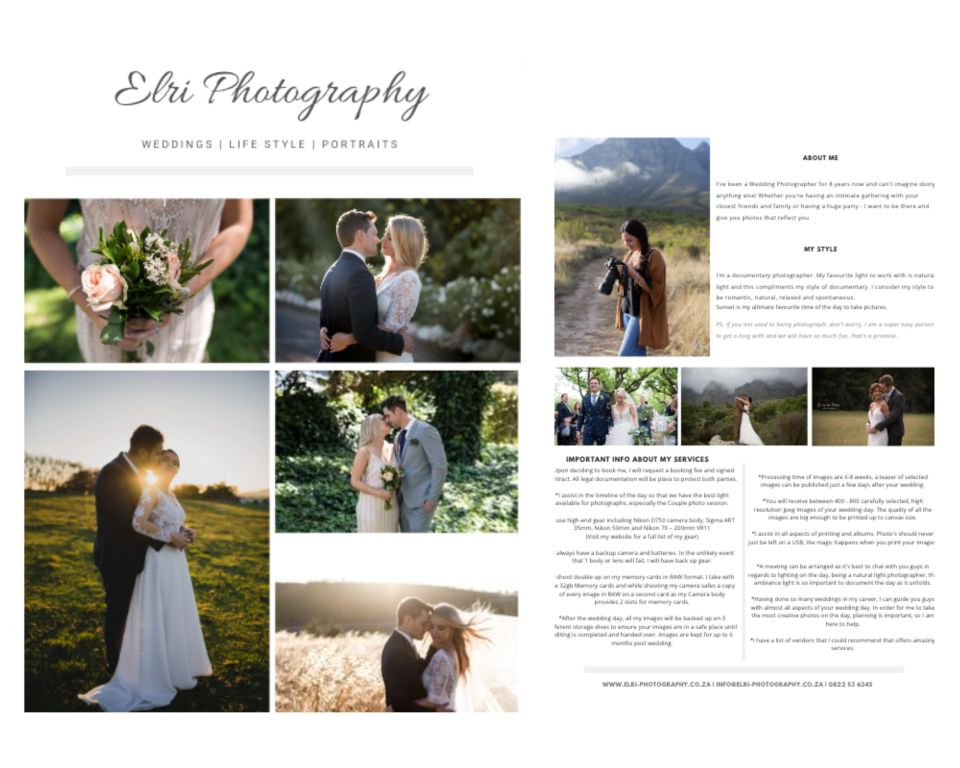 Elri Photography
WEDDINGS | LIFE STYLE | PORTRAITS
ABOUT ME
I've been a Wedding Photographer for 8 years now and can't imagine doing
anything else! Whether you're having an intimate gathering with your
closest friends and family or having a huge party - I want to be there and
give you photos that reflect you
MY STYLE
I'm a documentary photographer. My favourite light to work with is natural
light and this compliments my style of documentary. I consider my style to
be romantic, natural, relaxed and spontaneous.
Sunset is my ultimate favourite time of the day to take pictures.
PS. If you not used to being photograph, don't worry, I am a super easy person
to get a long with and we will have so much fun, that's a promise.
IMPORTANT INFO ABOUT MY SERVICES
Upon deciding to book me, I will request a booking fee and signed
ntract. All legal documentation will be place to protect both parties.
*I assist in the timeline of the day so that we have the best light
available for photographs, especially the Couple photo session.
use high-end gear including Nikon D750 camera body, Sigma ART
35mm, Nikon 50mm and Nikon 70 – 200mm VR11
(Visit my website for a full list of my gear)
always have a backup camera and batteries. In the unlikely event
that 1 body or lens will fail, I will have back up gear.
shoot double up on my memory cards in RAW format. I take with
e 32gb Memory cards and while shooting my camera safes a copy
of every image in RAW on a second card as my Camera body
provides 2 slots for memory cards.
*After the wedding day, all my images will be backed up on 3
ferent storage dives to ensure your images are in a safe place until
diting is completed and handed over. Images are kept for up to 6
months post wedding.
*Processing time of images are 6-8 weeks, a teaser of selected
images can be published just a few days after your wedding.
*You will receive between 400 - 800 carefully selected, high
resolution Jpeg Images of your wedding day. The quality of all the
images are big enough to be printed up to canvas size.
*I assist in all aspects of printing and albums. Photo's should never
just be left on a USB, the magic happens when you print your images
*A meeting can be arranged as it's best to chat with you guys in
regards to lighting on the day, being a natural light photographer, th
ambiance light is so important to document the day as it unfolds.
*Having done so many weddings in my career, I can guide you guys
with almost all aspects of your wedding day. In order for me to take
the most creative photos on the day, planning is important, so I am
here to help.
*I have a list of vendors that I could recommend that offers amazing
services.
WWW.ELRI-PHOTOGRAPHY.CO.ZA I INFO@ELRI-PHOTOGRAPHY.CO.ZA I 0822 53 6345